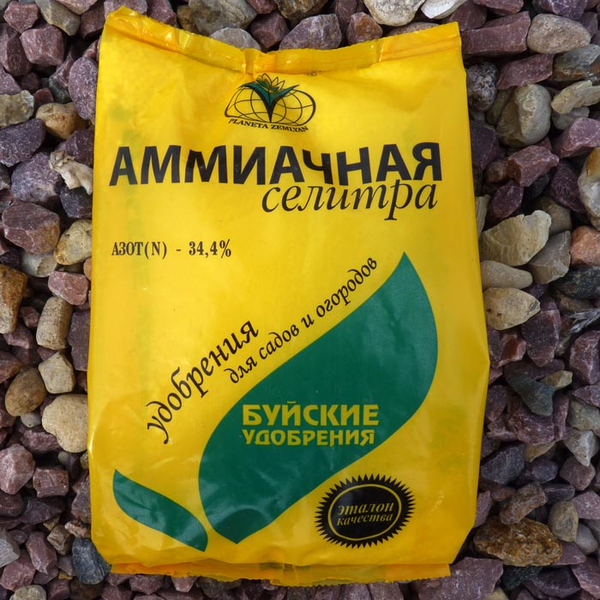 PLANETA ZEMLYAN
АММИАЧНАЯ
селитра
АЗОТ(N) - 34,4%
удобрения
для садов и огородов
БУЙСКИЕ
УДОБРЕНИЯ
эталон
качества